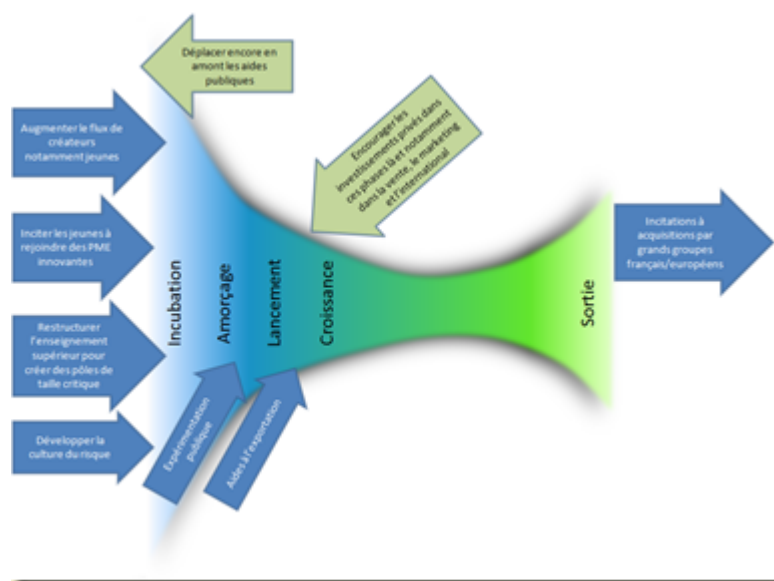 Déplacer encore en
amont les aides
publiques
Augmenter le flux de
créateurs
notamment jeunes
Encourager les
investissements privés dans
ces phases là et notamment
dans la vente, le marketing
et l'international
Inciter les jeunes à
rejoindre des PME
innovantes
Incitations à
acquisitions par
grands groupes
français/européens
Incubation
Amorçage
Lancement
Croissance
Sortie
Restructurer
l'enseignement
supérieur pour
créer des pôles de
taille critique
Développer la
culture du risque
Expérimentation
publique
Aides à l'exportation